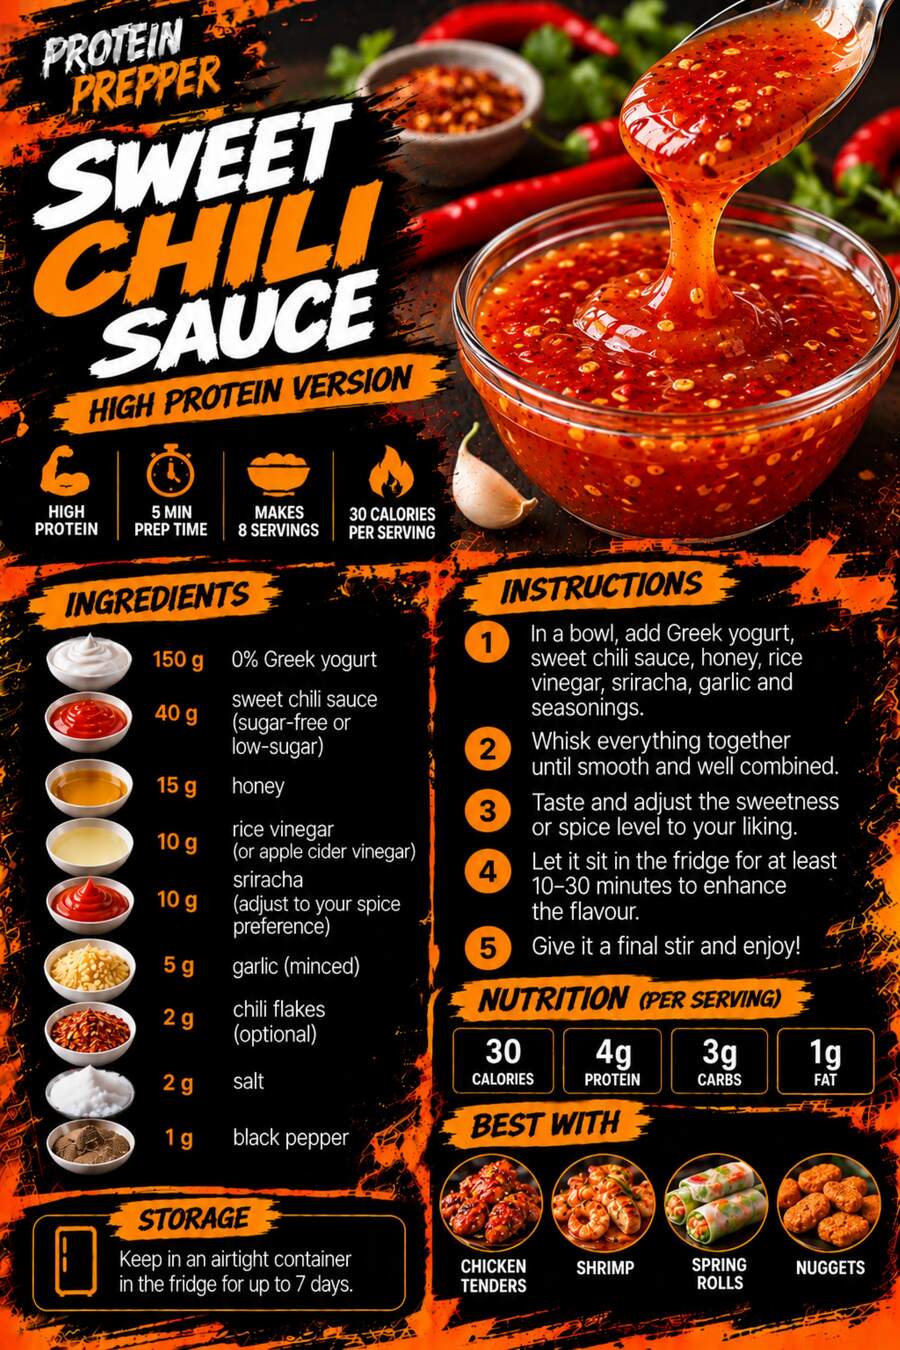 PROTEIN
PREPPER
SWEET
CHILI
SAUCE
HIGH PROTEIN VERSION
HIGH
PROTEIN
5 MIN
PREP TIME
MAKES
8 SERVINGS
30 CALORIES
PER SERVING
INGREDIENTS
150 g 0% Greek yogurt
40 g sweet chili sauce
(sugar-free or
low-sugar)
15 g honey
10 g rice vinegar
(or apple cider vinegar)
10 g sriracha
(adjust to your spice
preference)
5 g garlic (minced)
2 g chili flakes
(optional)
2 g salt
1 g black pepper
STORAGE
Keep in an airtight container
in the fridge for up to 7 days.
INSTRUCTIONS
1 In a bowl, add Greek yogurt,
sweet chili sauce, honey, rice
vinegar, sriracha, garlic and
seasonings.
2 Whisk everything together
until smooth and well combined.
3 Taste and adjust the sweetness
or spice level to your liking.
4 Let it sit in the fridge for at least
10–30 minutes to enhance
the flavour.
5 Give it a final stir and enjoy!
NUTRITION (PER SERVING)
30
CALORIES
4g
PROTEIN
3g
CARBS
1g
FAT
BEST WITH
CHICKEN
TENDERS
SHRIMP
SPRING
ROLLS
NUGGETS